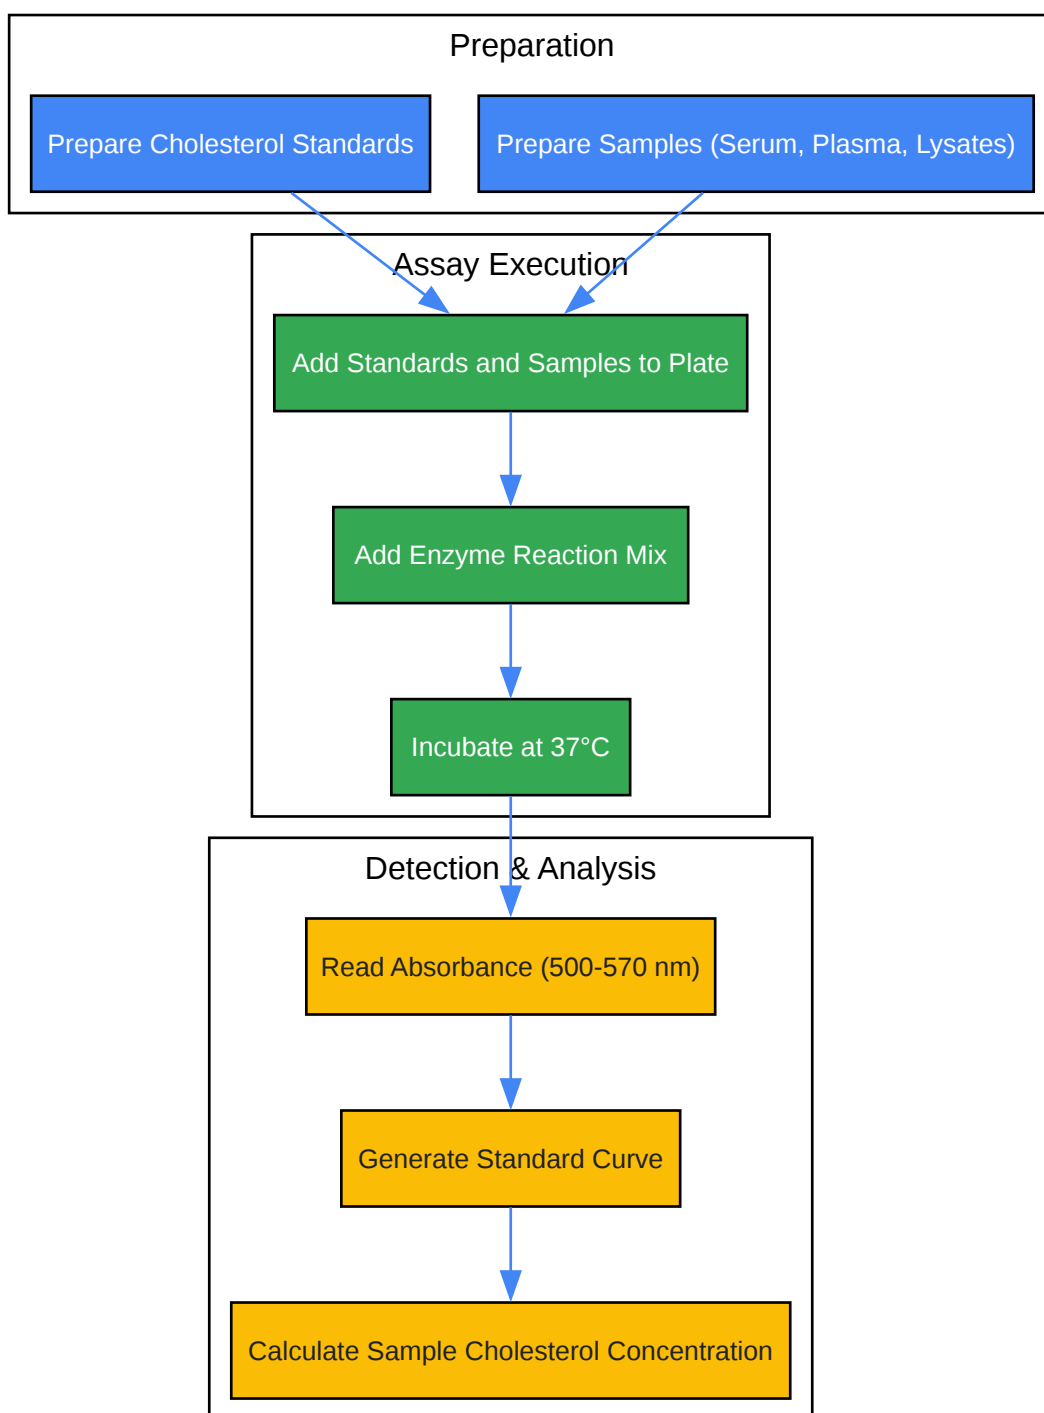 Preparation
Prepare Cholesterol Standards
Prepare Samples (Serum, Plasma, Lysates)
Assay Execution
Add Standards and Samples to Plate
Add Enzyme Reaction Mix
Incubate at 37°C
Detection & Analysis
Read Absorbance (500-570 nm)
Generate Standard Curve
Calculate Sample Cholesterol Concentration